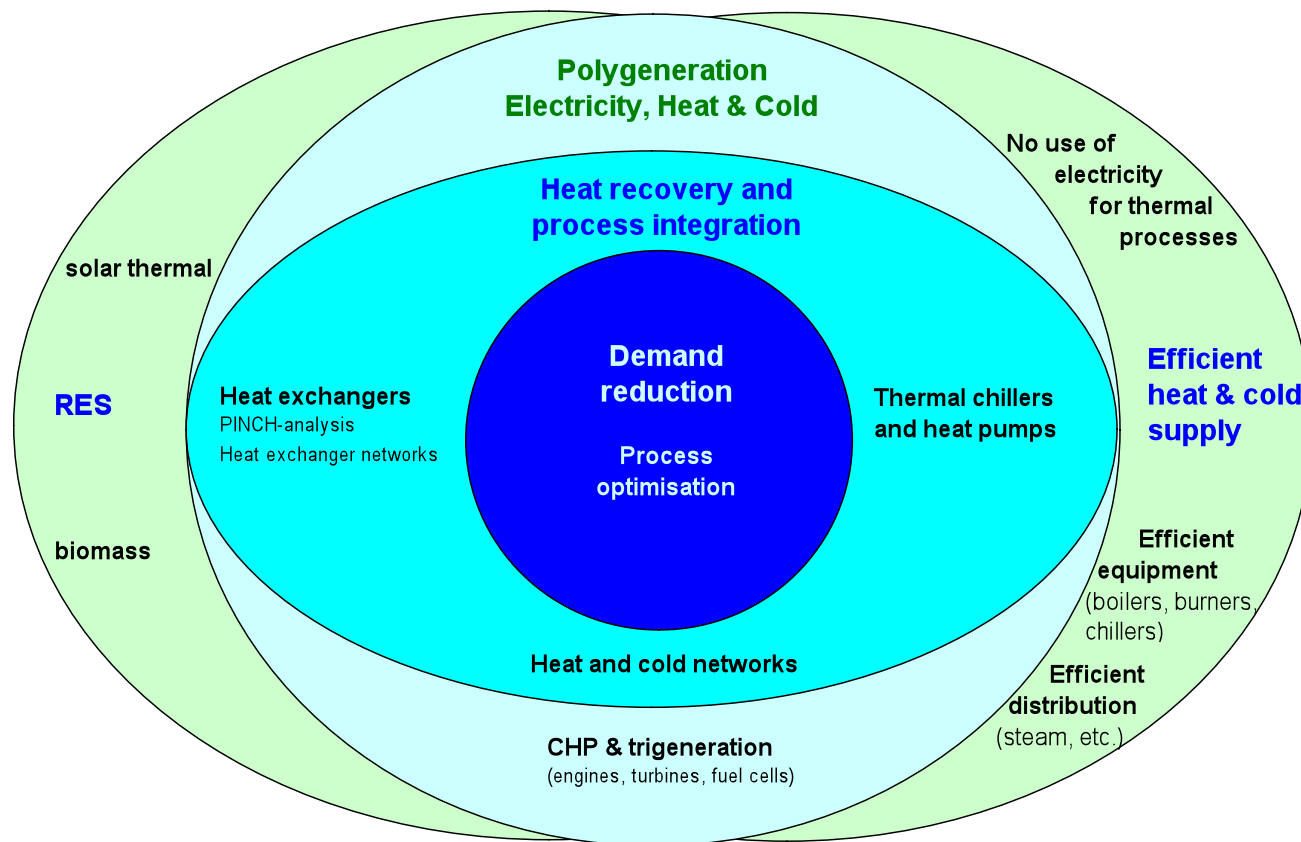 Polygeneration
Electricity, Heat & Cold
Heat recovery and
process integration
No use of
electricity
for thermal
processes
solar thermal
RES
biomass
Heat exchangers
PINCH-analysis
Heat exchanger networks
Demand
reduction
Process
optimisation
Thermal chillers
and heat pumps
Efficient
heat & cold
supply
Efficient
equipment
(boilers, burners,
chillers)
Efficient
distribution
(steam, etc.)
Heat and cold networks
CHP & trigeneration
(engines, turbines, fuel cells)